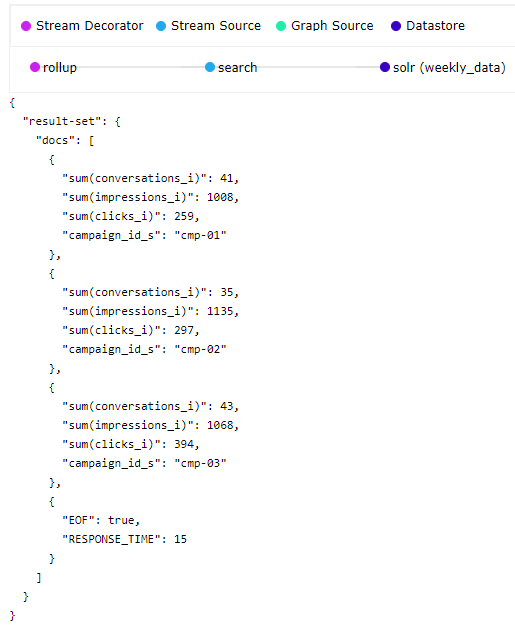 Stream Decorator Stream Source Graph Source Datastore
rollup search solr (weekly_data)
{
  "result-set": {
    "docs": [
      {
        "sum(conversations_i)": 41,
        "sum(impressions_i)": 1008,
        "sum(clicks_i)": 259,
        "campaign_id_s": "cmp-01"
      },
      {
        "sum(conversations_i)": 35,
        "sum(impressions_i)": 1135,
        "sum(clicks_i)": 297,
        "campaign_id_s": "cmp-02"
      },
      {
        "sum(conversations_i)": 43,
        "sum(impressions_i)": 1068,
        "sum(clicks_i)": 394,
        "campaign_id_s": "cmp-03"
      },
      {
        "EOF": true,
        "RESPONSE_TIME": 15
      }
    ]
  }
}